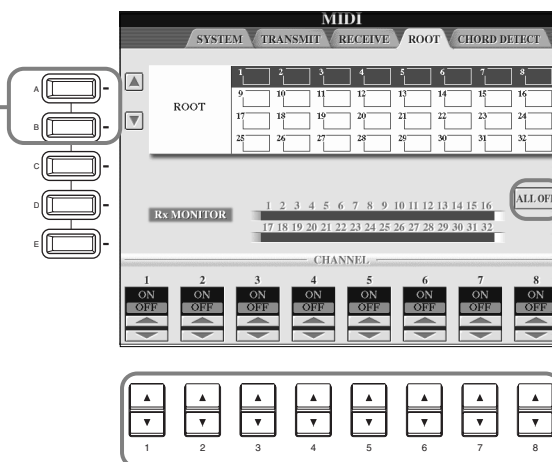 MIDI
SYSTEM TRANSMIT RECEIVE ROOT CHORD DETECT
A
B
C
D
E
ROOT
1 2 3 4 5 6 7 8
9 10 11 12 13 14 15 16
17 18 19 20 21 22 23 24
25 26 27 28 29 30 31 32
ALL OFF
Rx MONITOR
1 2 3 4 5 6 7 8 9 10 11 12 13 14 15 16
17 18 19 20 21 22 23 24 25 26 27 28 29 30 31 32
CHANNEL
1 2 3 4 5 6 7 8
ON ON ON ON ON ON ON ON
OFF OFF OFF OFF OFF OFF OFF OFF
1 2 3 4 5 6 7 8